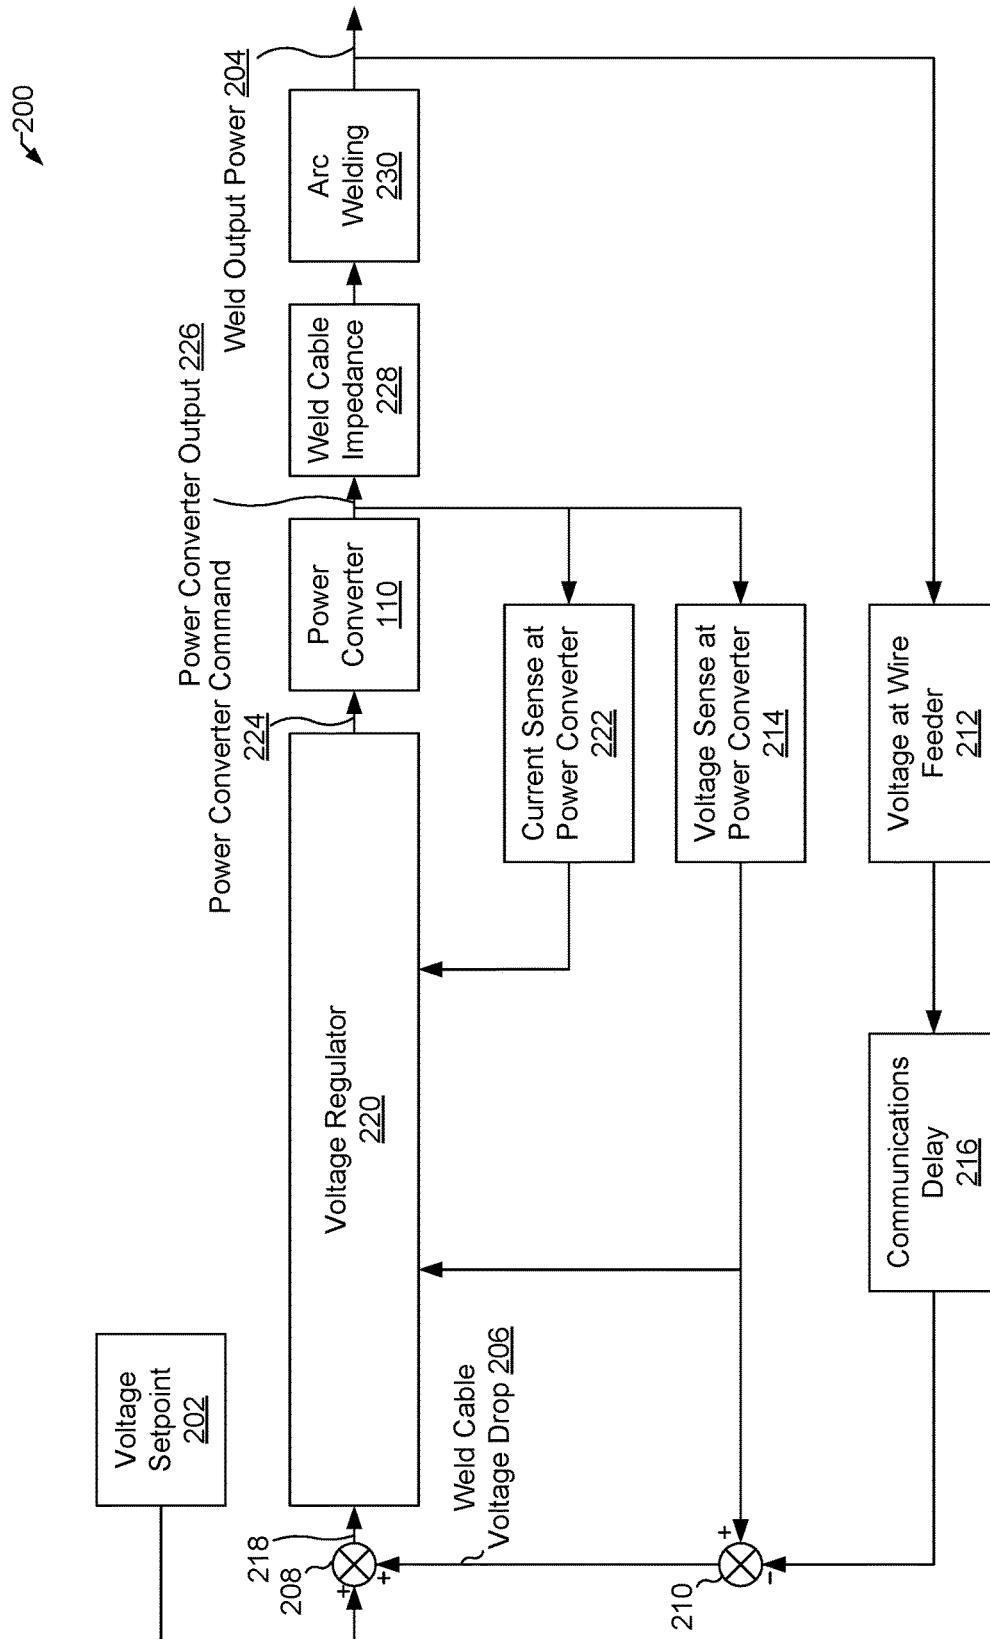 200
Voltage
Setpoint
202
218
208
+
+
Voltage Regulator
220
Power Converter Command
224
Power
Converter
110
Power Converter Output 226
Weld Cable
Impedance
228
Arc
Welding
230
Weld Output Power 204
Weld Cable
Voltage Drop 206
Current Sense at
Power Converter
222
Voltage Sense at
Power Converter
214
210
+
-
Communications
Delay
216
Voltage at Wire
Feeder
212